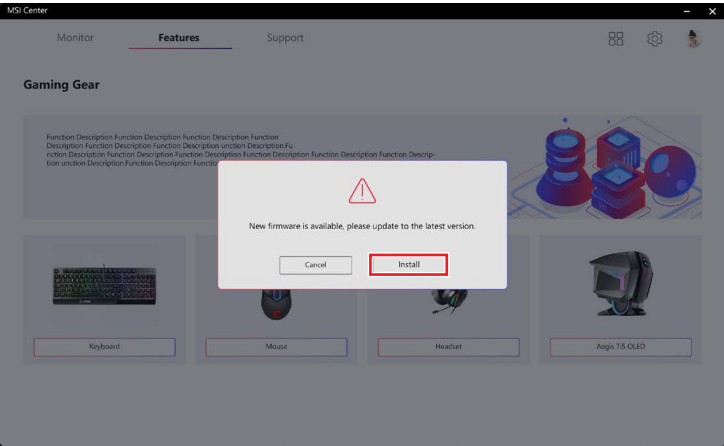 MSI Center
Monitor
Features
Support
Gaming Gear
Function Description Function Description Function Description Function
Description Function Description Function Description unction Description.Fu
nction Description Function Description Function Description Function Description Function Description Function Descrip-
tion unction Description.Function Description Function
New firmware is available, please update to the latest version.
Cancel
Install
Keyboard
Mouse
Headset
Aegis Ti5 OLED